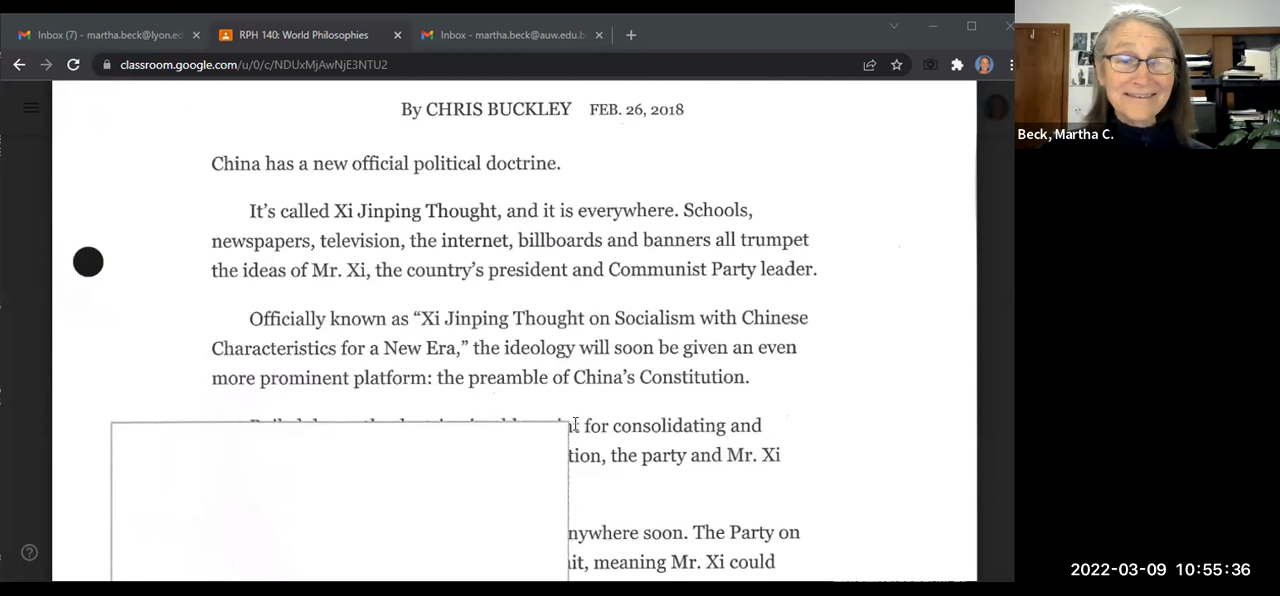 Inbox (7) - martha.beck@lyon.ed
RPH 140: World Philosophies
Inbox - martha.beck@auw.edu.b
classroom.google.com/u/0/c/NDUxMjAwNjE3NTU2
Beck, Martha C.
By CHRIS BUCKLEY FEB. 26, 2018
China has a new official political doctrine.
It's called Xi Jinping Thought, and it is everywhere. Schools,
newspapers, television, the internet, billboards and banners all trumpet
the ideas of Mr. Xi, the country's president and Communist Party leader.
Officially known as “Xi Jinping Thought on Socialism with Chinese
Characteristics for a New Era,” the ideology will soon be given an even
more prominent platform: the preamble of China's Constitution.
for consolidating and
tion, the party and Mr. Xi
nywhere soon. The Party on
it, meaning Mr. Xi could
2022-03-09 10:55:36